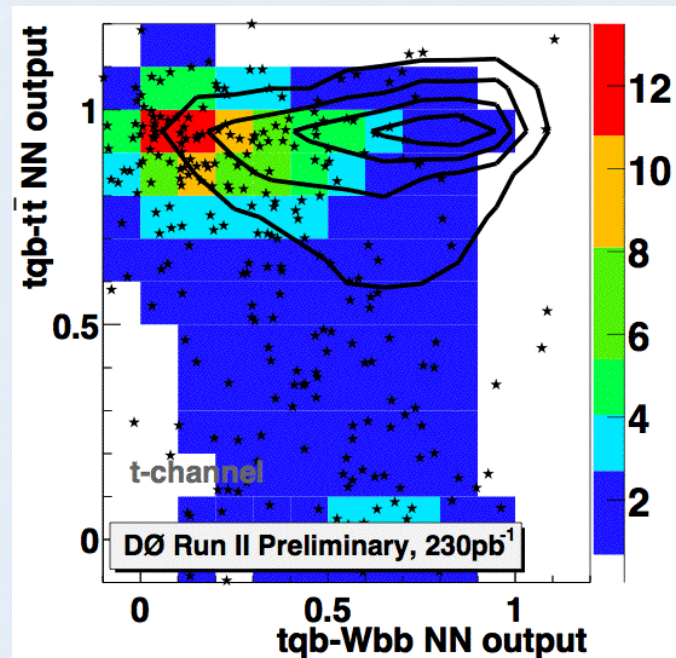 tqb-tt̄ NN output
1
0.5
0
t-channel
DØ Run II Preliminary, 230pb⁻¹
0 0.5 1
tqb-Wbb NN output
12
10
8
6
4
2